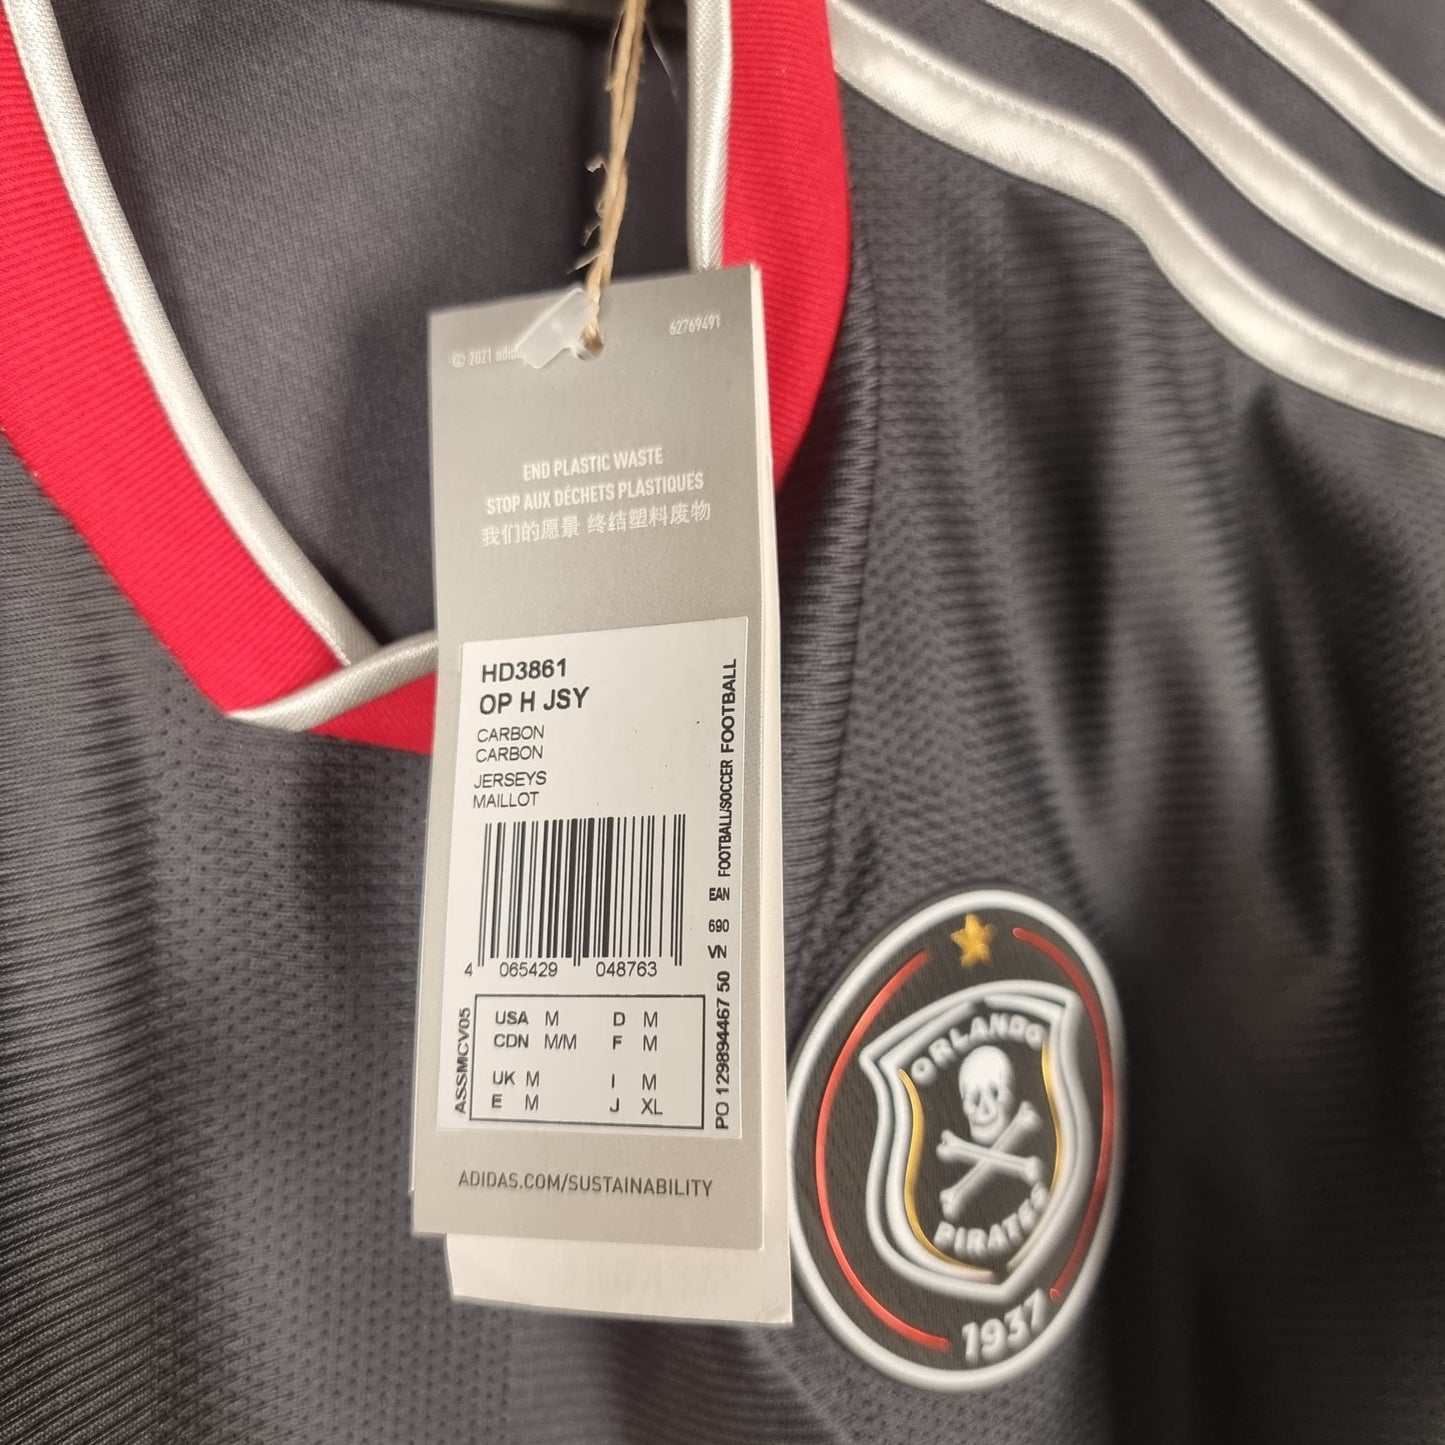 © 2021 adida
62769491
END PLASTIC WASTE
STOP AUX DÉCHETS PLASTIQUES
我们的愿景 终结塑料废物
HD3861
OP H JSY
CARBON
CARBON
JERSEYS
MAILLOT
4 065429 048763
USA M D M
CDN M/M F M
UK M I M
E M J XL
ASSMCV05
PO 129894467 50 VN 690 EAN FOOTBALL/SOCCER FOOTBALL
ADIDAS.COM/SUSTAINABILITY
ORLANDO
PIRATES
1937